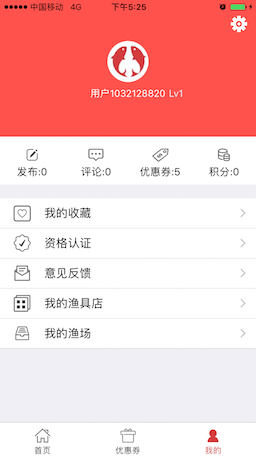 中国移动 4G 下午5:25
用户1032128820 Lv1
发布:0 评论:0 优惠券:5 积分:0
我的收藏
资格认证
意见反馈
我的渔具店
我的渔场
首页 优惠券 我的